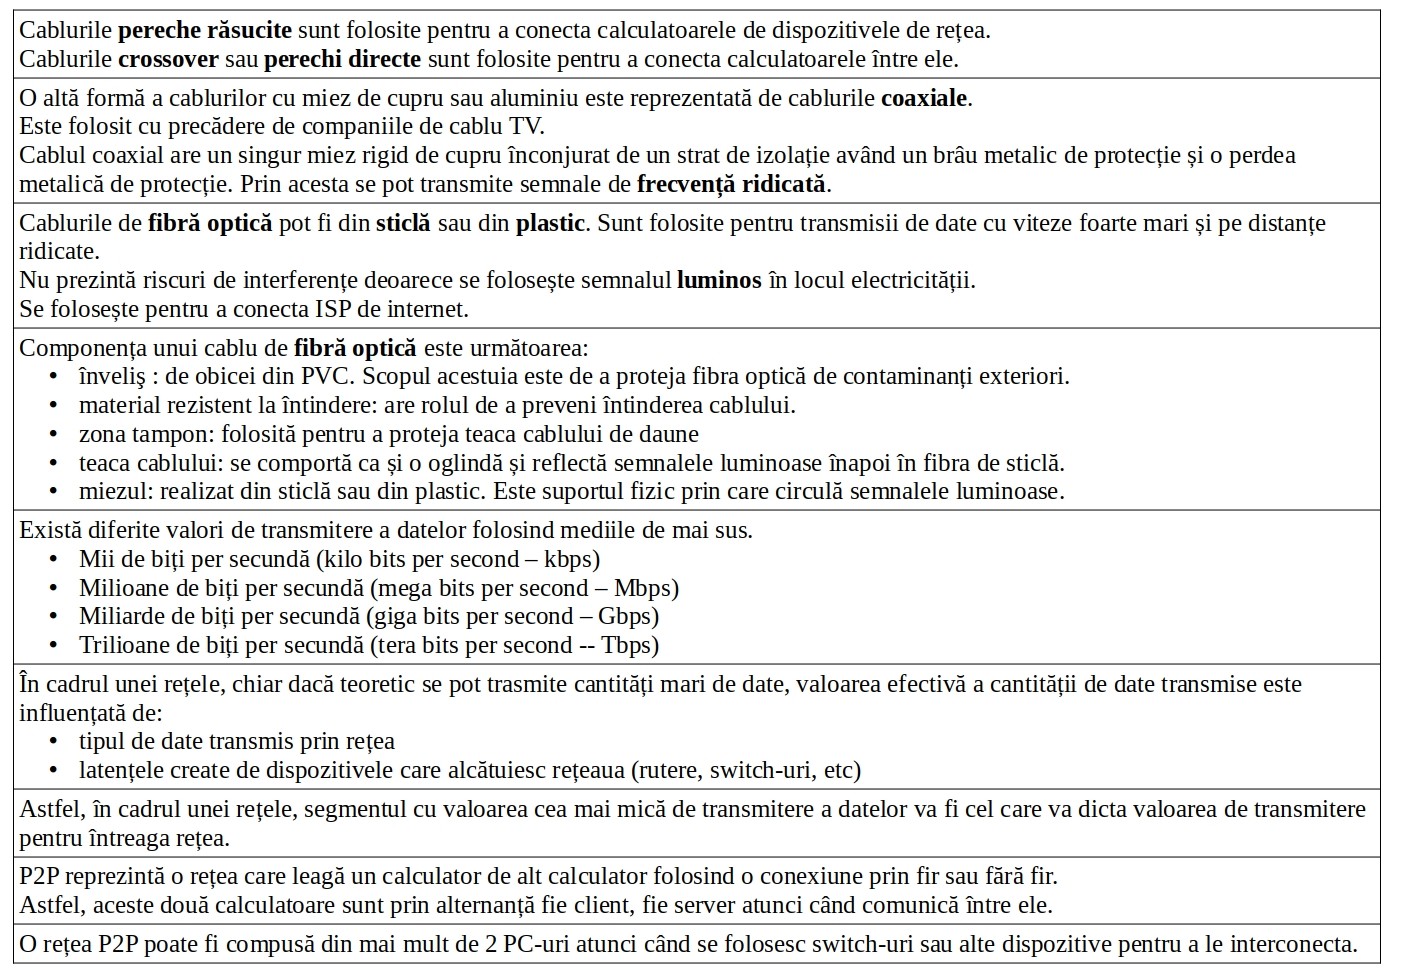 Cablurile pereche răsucite sunt folosite pentru a conecta calculatoarele de dispozitivele de rețea.
Cablurile crossover sau perechi directe sunt folosite pentru a conecta calculatoarele între ele.
O altă formă a cablurilor cu miez de cupru sau aluminiu este reprezentată de cablurile coaxiale.
Este folosit cu precădere de companiile de cablu TV.
Cablul coaxial are un singur miez rigid de cupru înconjurat de un strat de izolație având un brâu metalic de protecție și o perdea
metalică de protecție. Prin acesta se pot transmite semnale de frecvență ridicată.
Cablurile de fibră optică pot fi din sticlă sau din plastic. Sunt folosite pentru transmisii de date cu viteze foarte mari și pe distanțe
ridicate.
Nu prezintă riscuri de interferențe deoarece se folosește semnalul luminos în locul electricității.
Se folosește pentru a conecta ISP de internet.
Componența unui cablu de fibră optică este următoarea:
• înveliş : de obicei din PVC. Scopul acestuia este de a proteja fibra optică de contaminanți exteriori.
• material rezistent la întindere: are rolul de a preveni întinderea cablului.
• zona tampon: folosită pentru a proteja teaca cablului de daune
• teaca cablului: se comportă ca și o oglindă și reflectă semnalele luminoase înapoi în fibra de sticlă.
• miezul: realizat din sticlă sau din plastic. Este suportul fizic prin care circulă semnalele luminoase.
Există diferite valori de transmitere a datelor folosind mediile de mai sus.
• Mii de biți per secundă (kilo bits per second – kbps)
• Milioane de biți per secundă (mega bits per second – Mbps)
• Miliarde de biți per secundă (giga bits per second – Gbps)
• Trilioane de biți per secundă (tera bits per second -- Tbps)
În cadrul unei rețele, chiar dacă teoretic se pot trasmite cantități mari de date, valoarea efectivă a cantității de date transmise este
influențată de:
• tipul de date transmis prin rețea
• latențele create de dispozitivele care alcătuiesc rețeaua (rutere, switch-uri, etc)
Astfel, în cadrul unei rețele, segmentul cu valoarea cea mai mică de transmitere a datelor va fi cel care va dicta valoarea de transmitere
pentru întreaga rețea.
P2P reprezintă o rețea care leagă un calculator de alt calculator folosind o conexiune prin fir sau fără fir.
Astfel, aceste două calculatoare sunt prin alternanță fie client, fie server atunci când comunică între ele.
O rețea P2P poate fi compusă din mai mult de 2 PC-uri atunci când se folosesc switch-uri sau alte dispozitive pentru a le interconecta.